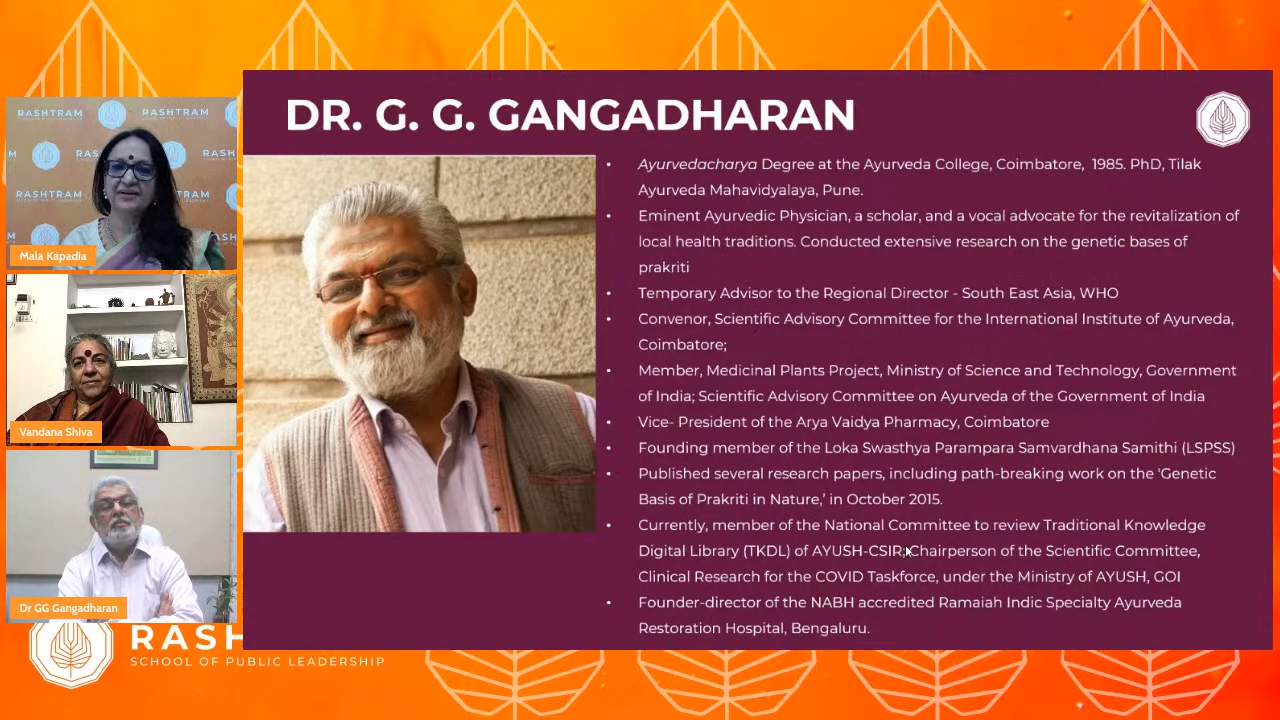 RASHTRAM
RASHTRAM
M
RASHTRAM
RASHTRAM
Mala Kapadia
Vandana Shiva
Dr GG Gangadharan
RASH
SCHOOL OF PUBLIC LEADERSHIP
DR. G. G. GANGADHARAN
• Ayurvedacharya Degree at the Ayurveda College, Coimbatore, 1985. PhD, Tilak
Ayurveda Mahavidyalaya, Pune.
• Eminent Ayurvedic Physician, a scholar, and a vocal advocate for the revitalization of
local health traditions. Conducted extensive research on the genetic bases of
prakriti
• Temporary Advisor to the Regional Director - South East Asia, WHO
• Convenor, Scientific Advisory Committee for the International Institute of Ayurveda,
Coimbatore;
• Member, Medicinal Plants Project, Ministry of Science and Technology, Government
of India; Scientific Advisory Committee on Ayurveda of the Government of India
• Vice- President of the Arya Vaidya Pharmacy, Coimbatore
• Founding member of the Loka Swasthya Parampara Samvardhana Samithi (LSPSS)
• Published several research papers, including path-breaking work on the 'Genetic
Basis of Prakriti in Nature,' in October 2015.
• Currently, member of the National Committee to review Traditional Knowledge
Digital Library (TKDL) of AYUSH-CSIR; Chairperson of the Scientific Committee,
Clinical Research for the COVID Taskforce, under the Ministry of AYUSH, GOI
• Founder-director of the NABH accredited Ramaiah Indic Specialty Ayurveda
Restoration Hospital, Bengaluru.